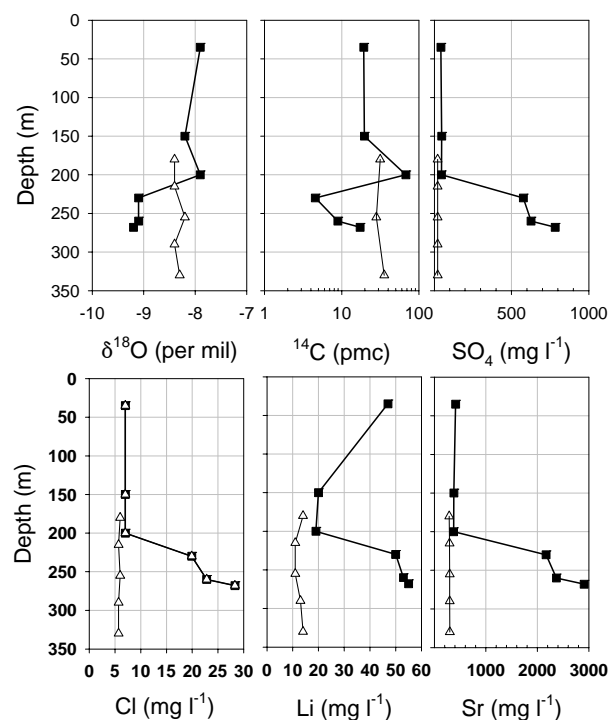 0
50
100
150
200
250
300
350
Depth (m)
-10 -9 -8 -7
δ¹⁸O (per mil)
1 10 100
¹⁴C (pmc)
0 500 1000
SO₄ (mg l⁻¹)
0
50
100
150
200
250
300
350
Depth (m)
0 5 10 15 20 25 30
Cl (mg l⁻¹)
0 10 20 30 40 50 60
Li (mg l⁻¹)
1000 2000 3000
Sr (mg l⁻¹)